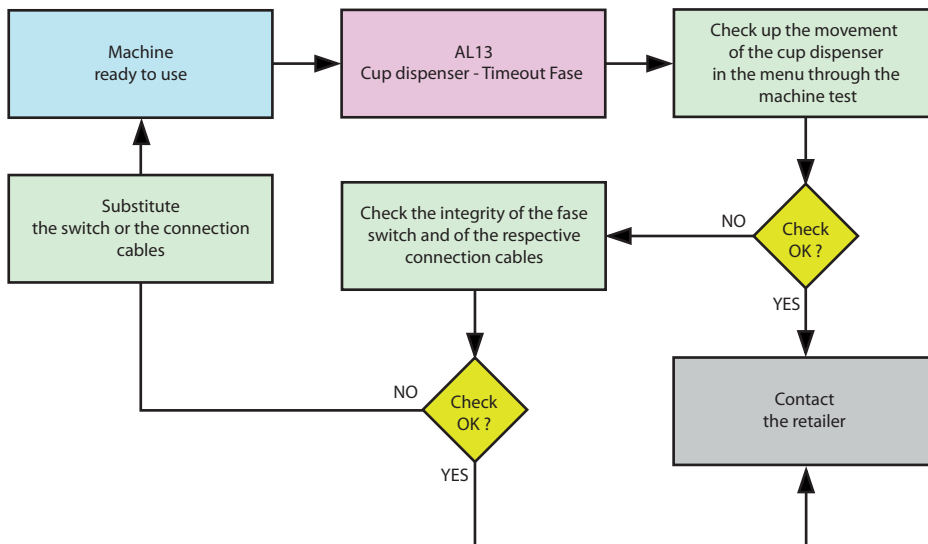 Machine
ready to use
AL13
Cup dispenser - Timeout Fase
Check up the movement
of the cup dispenser
in the menu through the
machine test
Substitute
the switch or the connection
cables
Check the integrity of the fase
switch and of the respective
connection cables
NO
Check
OK ?
YES
NO
Check
OK ?
YES
Contact
the retailer